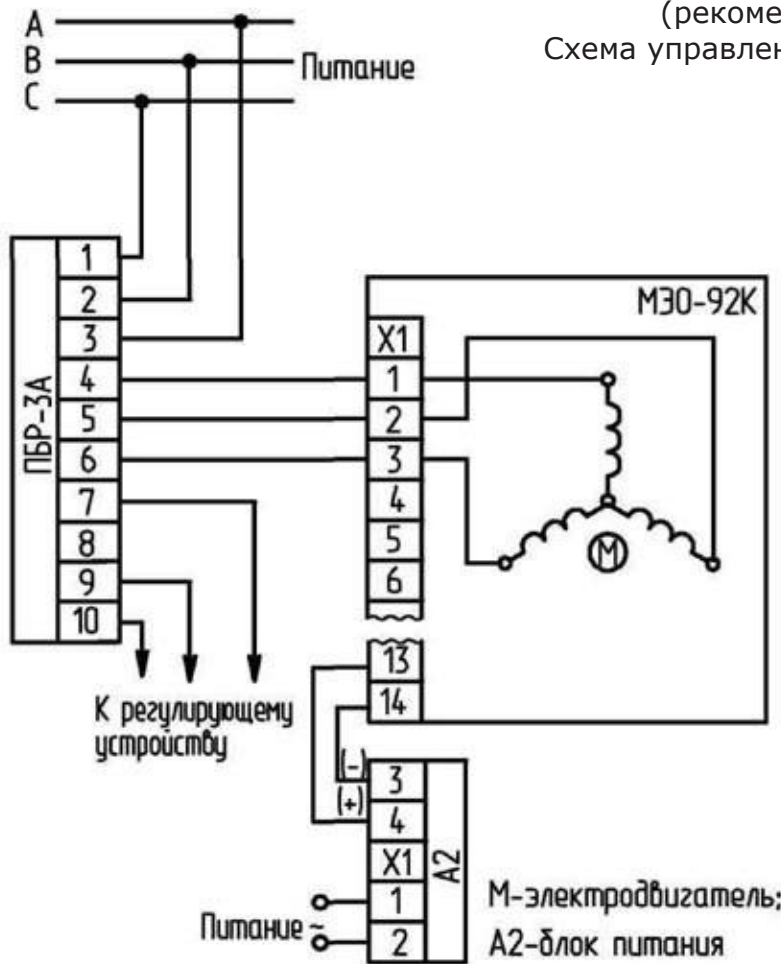 (рекоме
Схема управлен
A
B
C
Питание
ПБР-3А
1
2
3
4
5
6
7
8
9
10
К регулирующему
устройству
МЭО-92К
X1
1
2
3
4
5
6
13
14
М
(-)
(+)
3
4
X1
1
2
А2
Питание ~
М-электродвигатель;
А2-блок питания